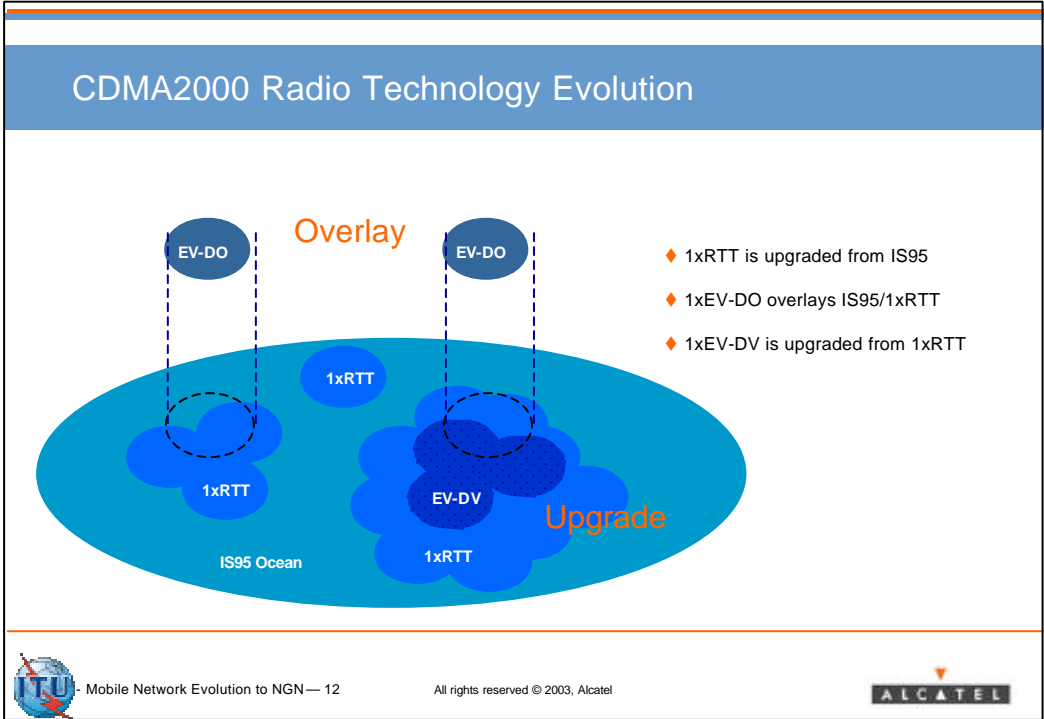 CDMA2000 Radio Technology Evolution
Overlay
EV-DO
EV-DO
♦ 1xRTT is upgraded from IS95
♦ 1xEV-DO overlays IS95/1xRTT
♦ 1xEV-DV is upgraded from 1xRTT
1xRTT
1xRTT
EV-DV
Upgrade
1xRTT
IS95 Ocean
ITU
- Mobile Network Evolution to NGN — 12
All rights reserved © 2003, Alcatel
ALCATEL